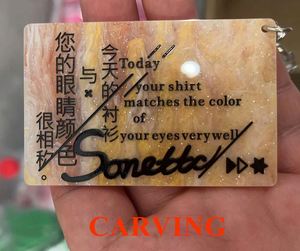 今天的衬衫
与
您的眼睛颜色
很相称。
Today
your shirt
matches the color
of
your eyes very well
Sonetto
CARVING